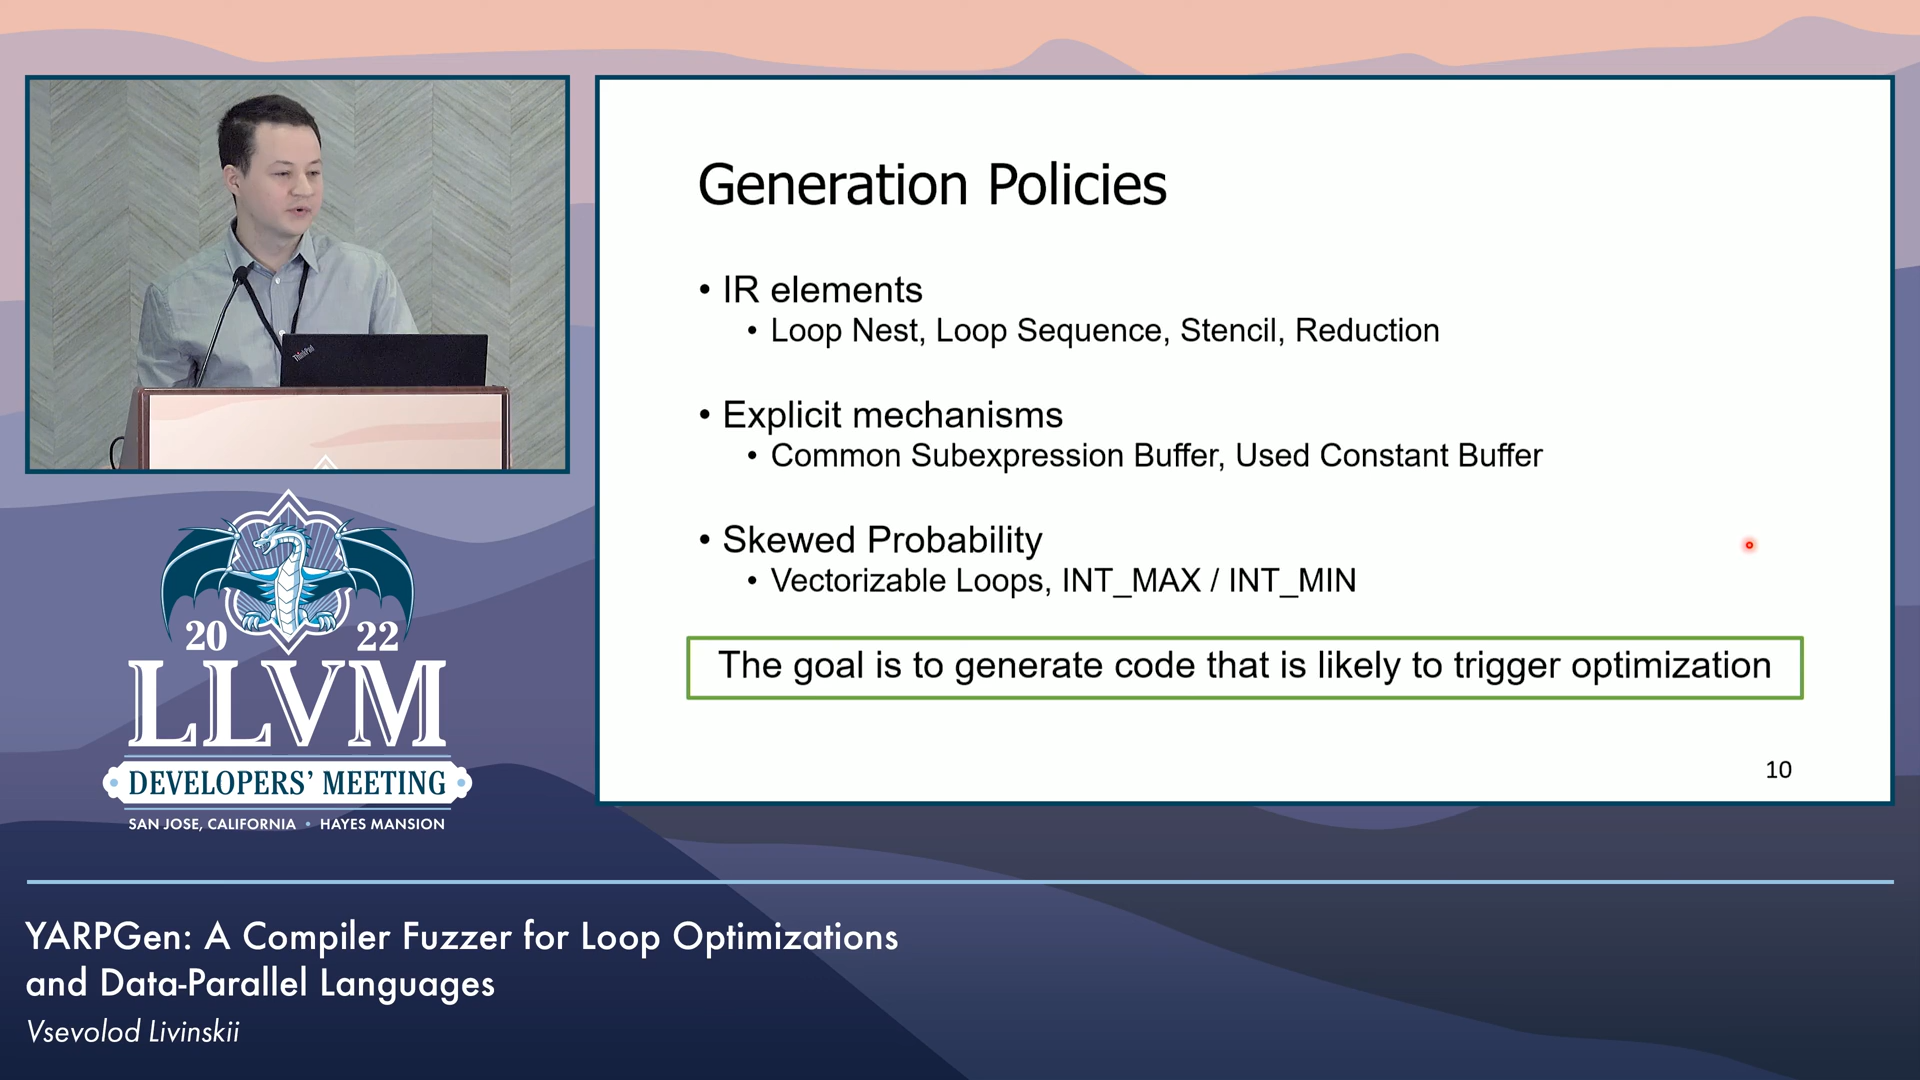 Generation Policies
• IR elements
• Loop Nest, Loop Sequence, Stencil, Reduction
• Explicit mechanisms
• Common Subexpression Buffer, Used Constant Buffer
• Skewed Probability
• Vectorizable Loops, INT_MAX / INT_MIN
The goal is to generate code that is likely to trigger optimization
10
ThinkPad
20 22
LLVM
DEVELOPERS' MEETING
SAN JOSE, CALIFORNIA • HAYES MANSION
YARPGen: A Compiler Fuzzer for Loop Optimizations
and Data-Parallel Languages
Vsevolod Livinskii